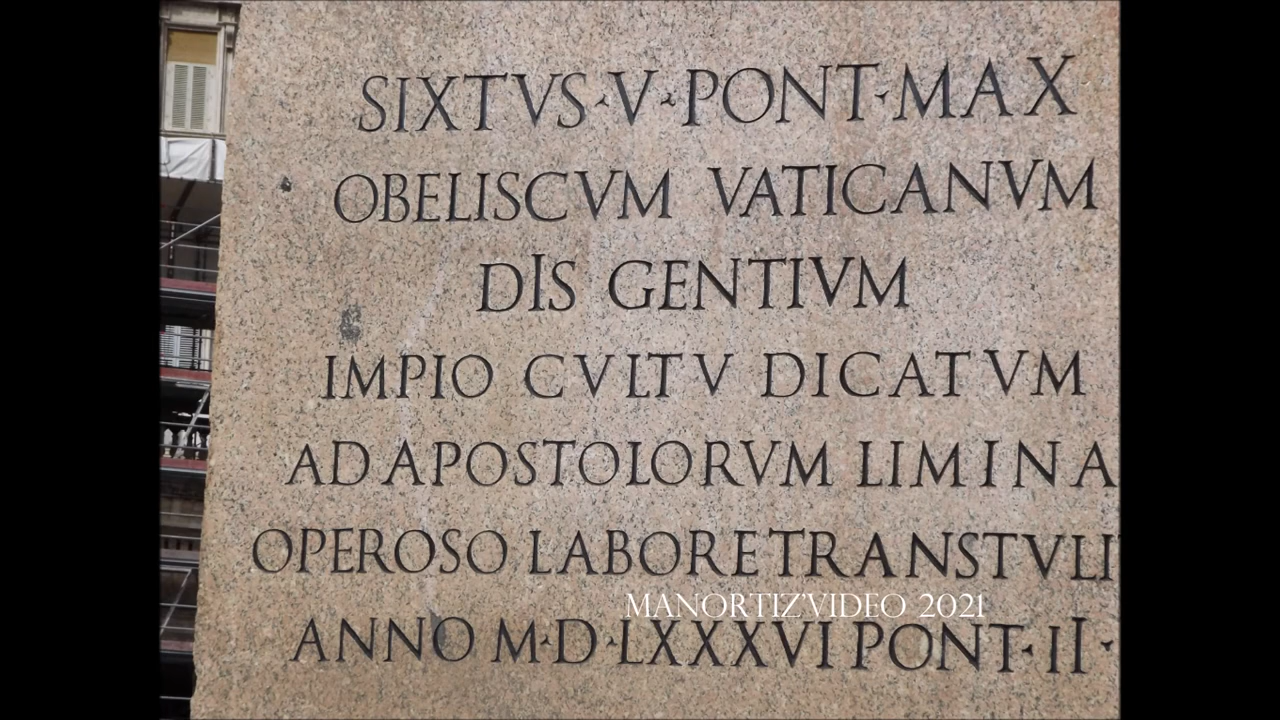 SIXTVS·V·PONT·MAX
OBELISCVM VATICANVM
DIS GENTIVM
IMPIO CVLTV DICATVM
AD APOSTOLORVM LIMINA
OPEROSO LABORE TRANSTVLIT
MANORTIZ'VIDEO 2021
ANNO M·D·LXXXVI PONT·II·